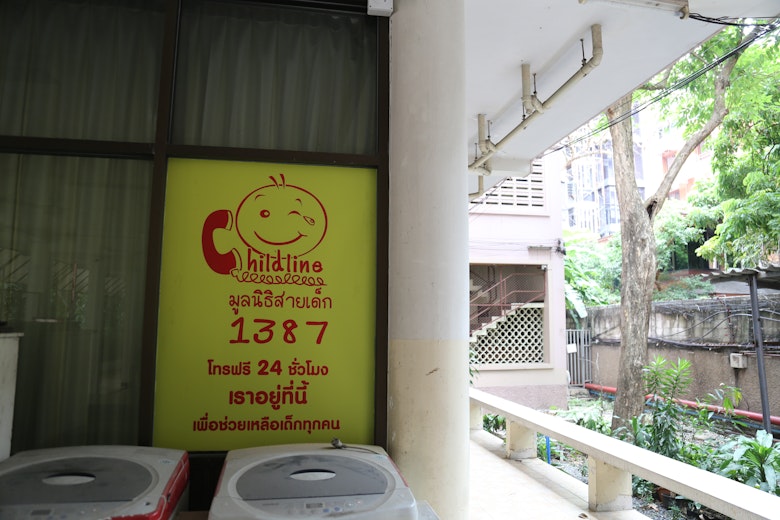 Childline
มูลนิธิสายเด็ก
1387
โทรฟรี 24 ชั่วโมง
เราอยู่ที่นี่
เพื่อช่วยเหลือเด็กทุกคน